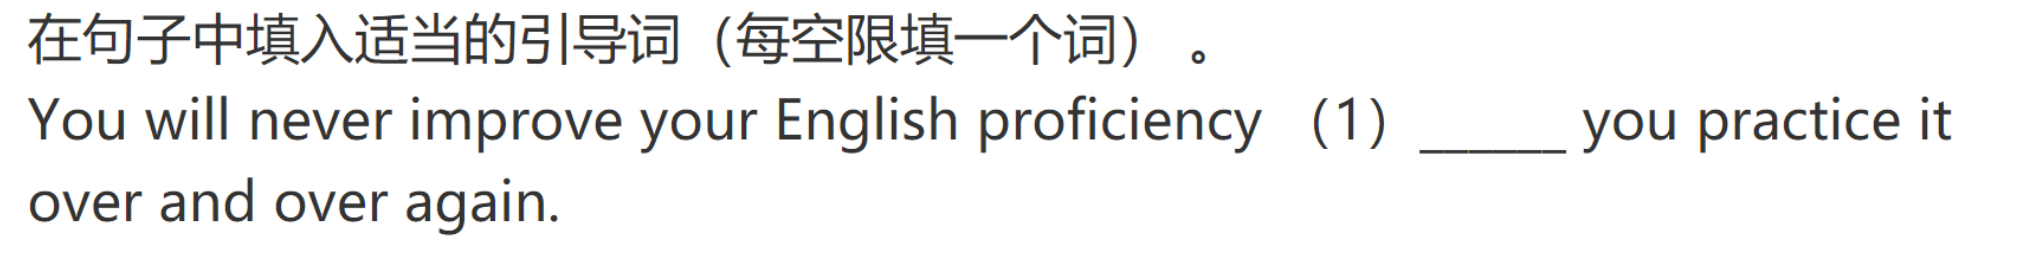 在句子中填入适当的引导词（每空限填一个词） 。
You will never improve your English proficiency （1）______ you practice it
over and over again.